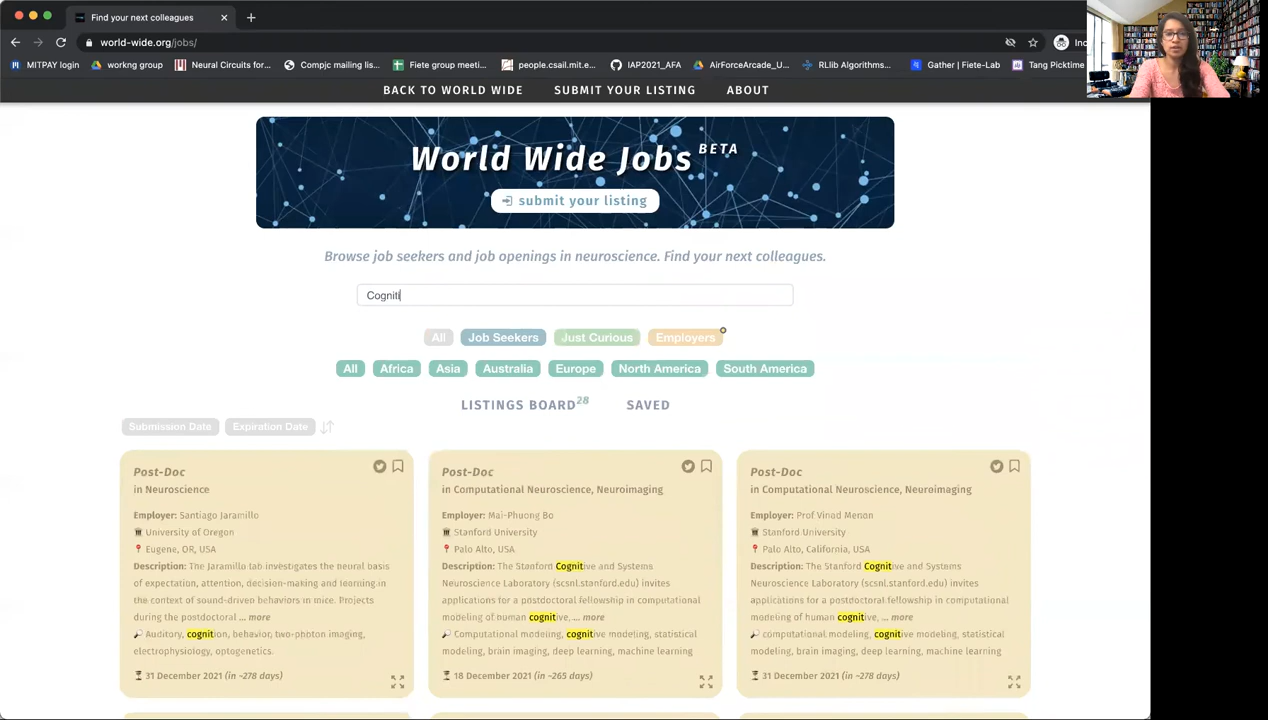 Find your next colleagues
world-wide.org/jobs/
MITPAY login
workng group
Neural Circuits for...
Compjc mailing lis...
Fiete group meeti...
people.csail.mit.e...
IAP2021_AFA
AirForceArcade_U...
RLlib Algorithms...
Gather | Fiete-Lab
Tang Picktime
BACK TO WORLD WIDE
SUBMIT YOUR LISTING
ABOUT
World Wide Jobs BETA
submit your listing
Browse job seekers and job openings in neuroscience. Find your next colleagues.
Cogniti
All Job Seekers Just Curious Employers
All Africa Asia Australia Europe North America South America
LISTINGS BOARD 28 SAVED
Submission Date Expiration Date
Post-Doc
in Neuroscience
Employer: Santiago Jaramillo
University of Oregon
Eugene, OR, USA
Description: The Jaramillo lab investigates the neural basis
of expectation, attention, decision-making and learning in
the context of sound-driven behaviors in mice. Projects
during the postdoctoral ... more
Auditory, cognition, behavior, two-photon imaging,
electrophysiology, optogenetics.
31 December 2021 (in ~278 days)
Post-Doc
in Computational Neuroscience, Neuroimaging
Employer: Mai-Phuong Bo
Stanford University
Palo Alto, USA
Description: The Stanford Cognitive and Systems
Neuroscience Laboratory (scsnl.stanford.edu) invites
applications for a postdoctoral fellowship in computational
modeling of human cognitive, ... more
Computational modeling, cognitive modeling, statistical
modeling, brain imaging, deep learning, machine learning
18 December 2021 (in ~265 days)
Post-Doc
in Computational Neuroscience, Neuroimaging
Employer: Prof Vinod Menon
Stanford University
Palo Alto, California, USA
Description: The Stanford Cognitive and Systems
Neuroscience Laboratory (scsnl.stanford.edu) invites
applications for a postdoctoral fellowship in computational
modeling of human cognitive, ... more
computational modeling, cognitive modeling, statistical
modeling, brain imaging, deep learning, machine learning
31 December 2021 (in ~278 days)